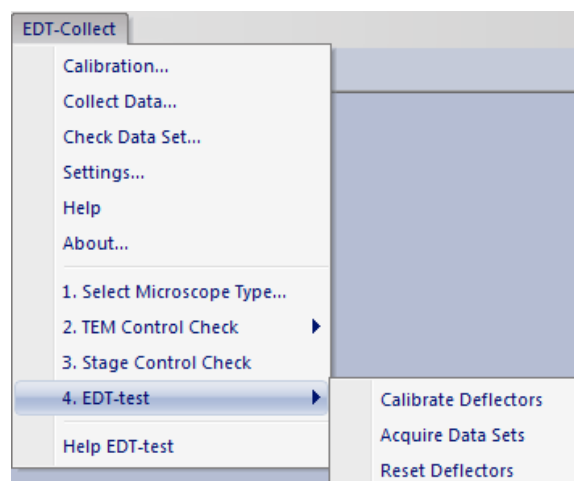 EDT-Collect
Calibration...
Collect Data...
Check Data Set...
Settings...
Help
About...
1. Select Microscope Type...
2. TEM Control Check
3. Stage Control Check
4. EDT-test
Calibrate Deflectors
Acquire Data Sets
Reset Deflectors
Help EDT-test